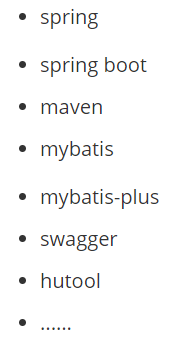 • spring
• spring boot
• maven
• mybatis
• mybatis-plus
• swagger
• hutool
• ......